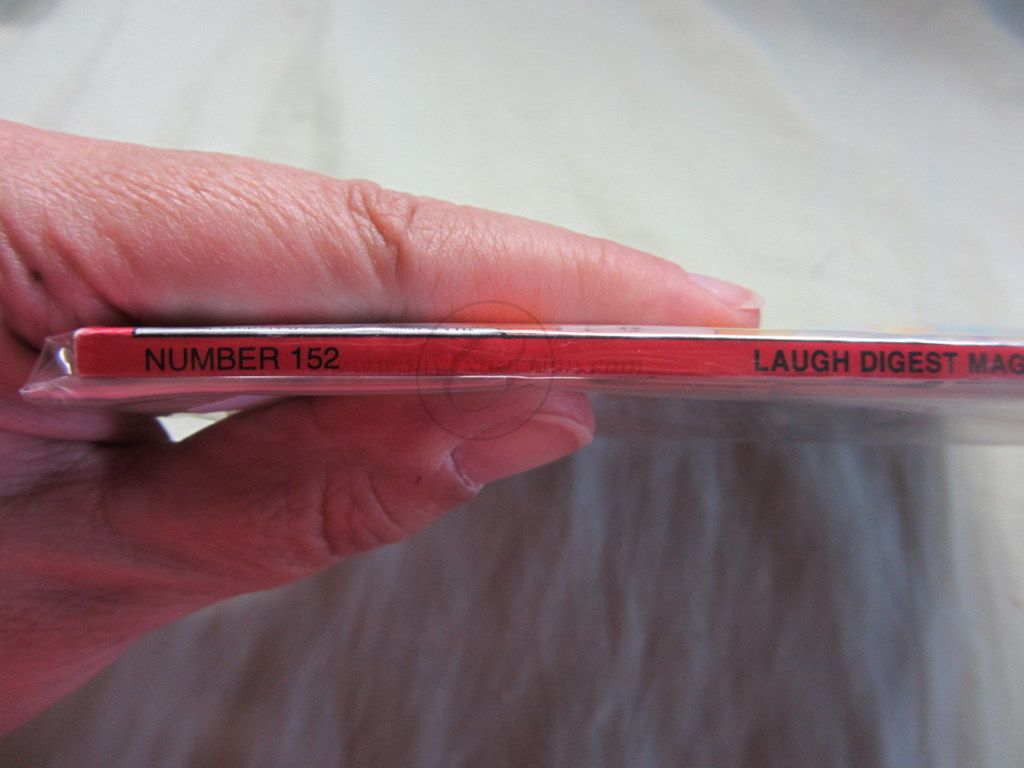 NUMBER 152 LAUGH DIGEST MAG